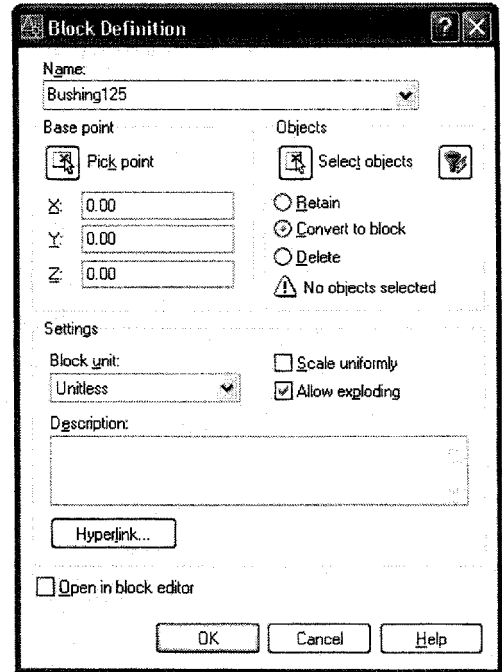 Block Definition
Name:
Bushing125
Base point
Pick point
X: 0.00
Y: 0.00
Z: 0.00
Objects
Select objects
Retain
Convert to block
Delete
No objects selected
Settings
Block unit:
Unitless
Scale uniformly
Allow exploding
Description:
Hyperlink...
Open in block editor
OK Cancel Help